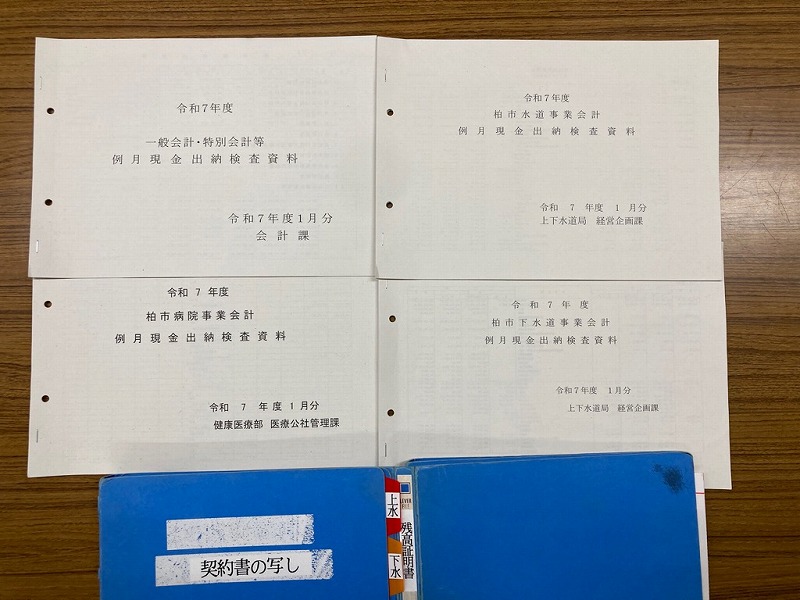 令和7年度
一般会計・特別会計等
例月現金出納検査資料
令和7年度1月分
会計課
令和7年度
柏市水道事業会計
例月現金出納検査資料
令和 7 年度 1 月分
上下水道局 経営企画課
令和 7 年度
柏市病院事業会計
例月現金出納検査資料
令和 7 年度1月分
健康医療部 医療公社管理課
令和7年度
柏市下水道事業会計
例月現金出納検査資料
令和7年度 1月分
上下水道局 経営企画課
契約書の写し
上水
下水
残高証明書